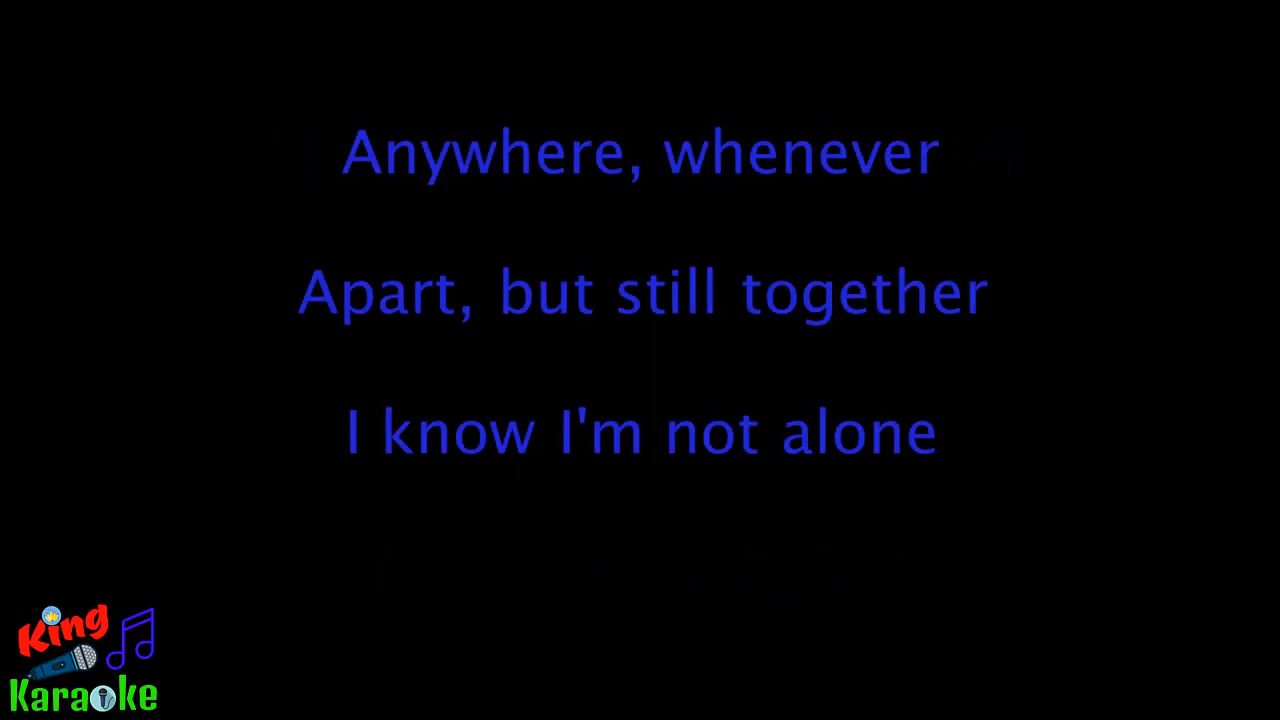 Anywhere, whenever
Apart, but still together
I know I'm not alone
King
Karaoke